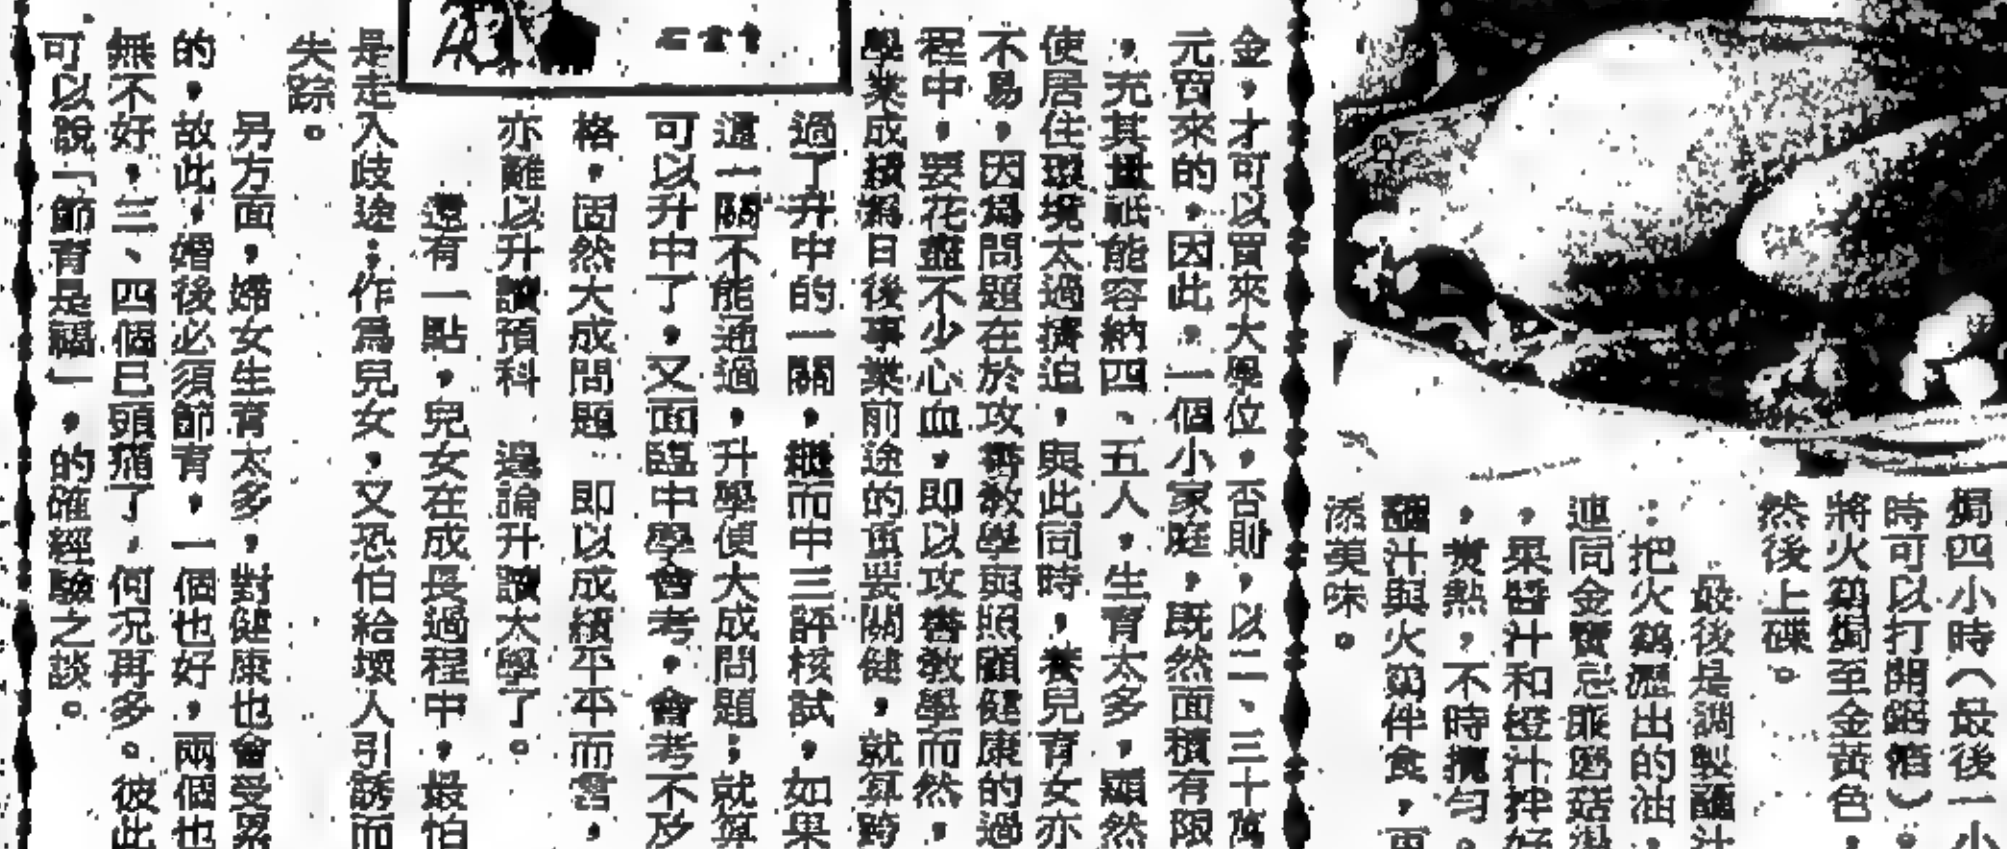 焗四小時（最後一小
時可以打開錫箔）。
將火鷄焗至金黃色，
然後上碟。
最後是調製醮汁
：把火鷄瀝出的油，
連同金寶忌廉磨菇湯
，果醬汁和橙汁拌好
，煑熱，不時攪勻。
汁與火鷄伴食，更
添美味。
金，才可以買來大學位，否則，以二、三十萬
元買來的，因此，一個小家庭，既然面積有限
，充其量祇能容納四、五人，生育太多，顯然
使居住環境太過擠迫，與此同時，養兒育女亦
不易，因爲問題在於攻書教學與照顧健康的過
程中，要花盡不少心血，即以攻書教學而然，
學業成績爲日後事業前途的重要關健，就算跨
過了升中的一關，繼而中三評核試，如果
這一關不能通過，升學便大成問題；就算
可以升中了，又面臨中學會考，會考不及
格，固然大成問題 即以成績平平而言，
亦難以升讀預科 遑論升讀大學了。
還有一點，兒女在成長過程中，最怕
是走入歧途；作爲兒女，又恐怕給壞人引誘而
失踪。
另方面，婦女生育太多，對健康也會受累
的，故此，婚後必須節育，一個也好，兩個也
無不好，三、四個已頭痛了，何況再多。彼此
可以說「節育是福」，的確經驗之談。